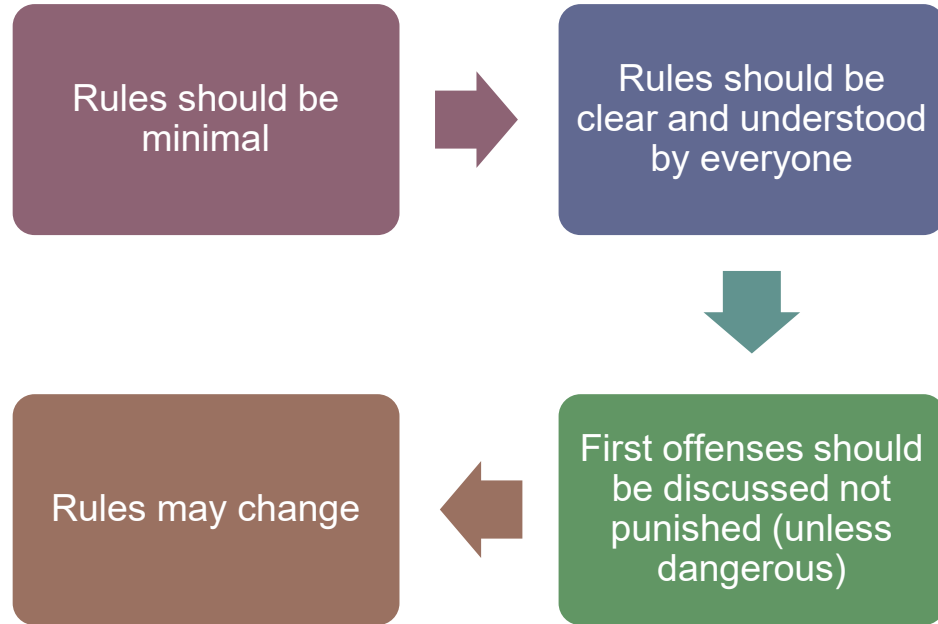 Rules should be
minimal
Rules should be
clear and understood
by everyone
First offenses should
be discussed not
punished (unless
dangerous)
Rules may change